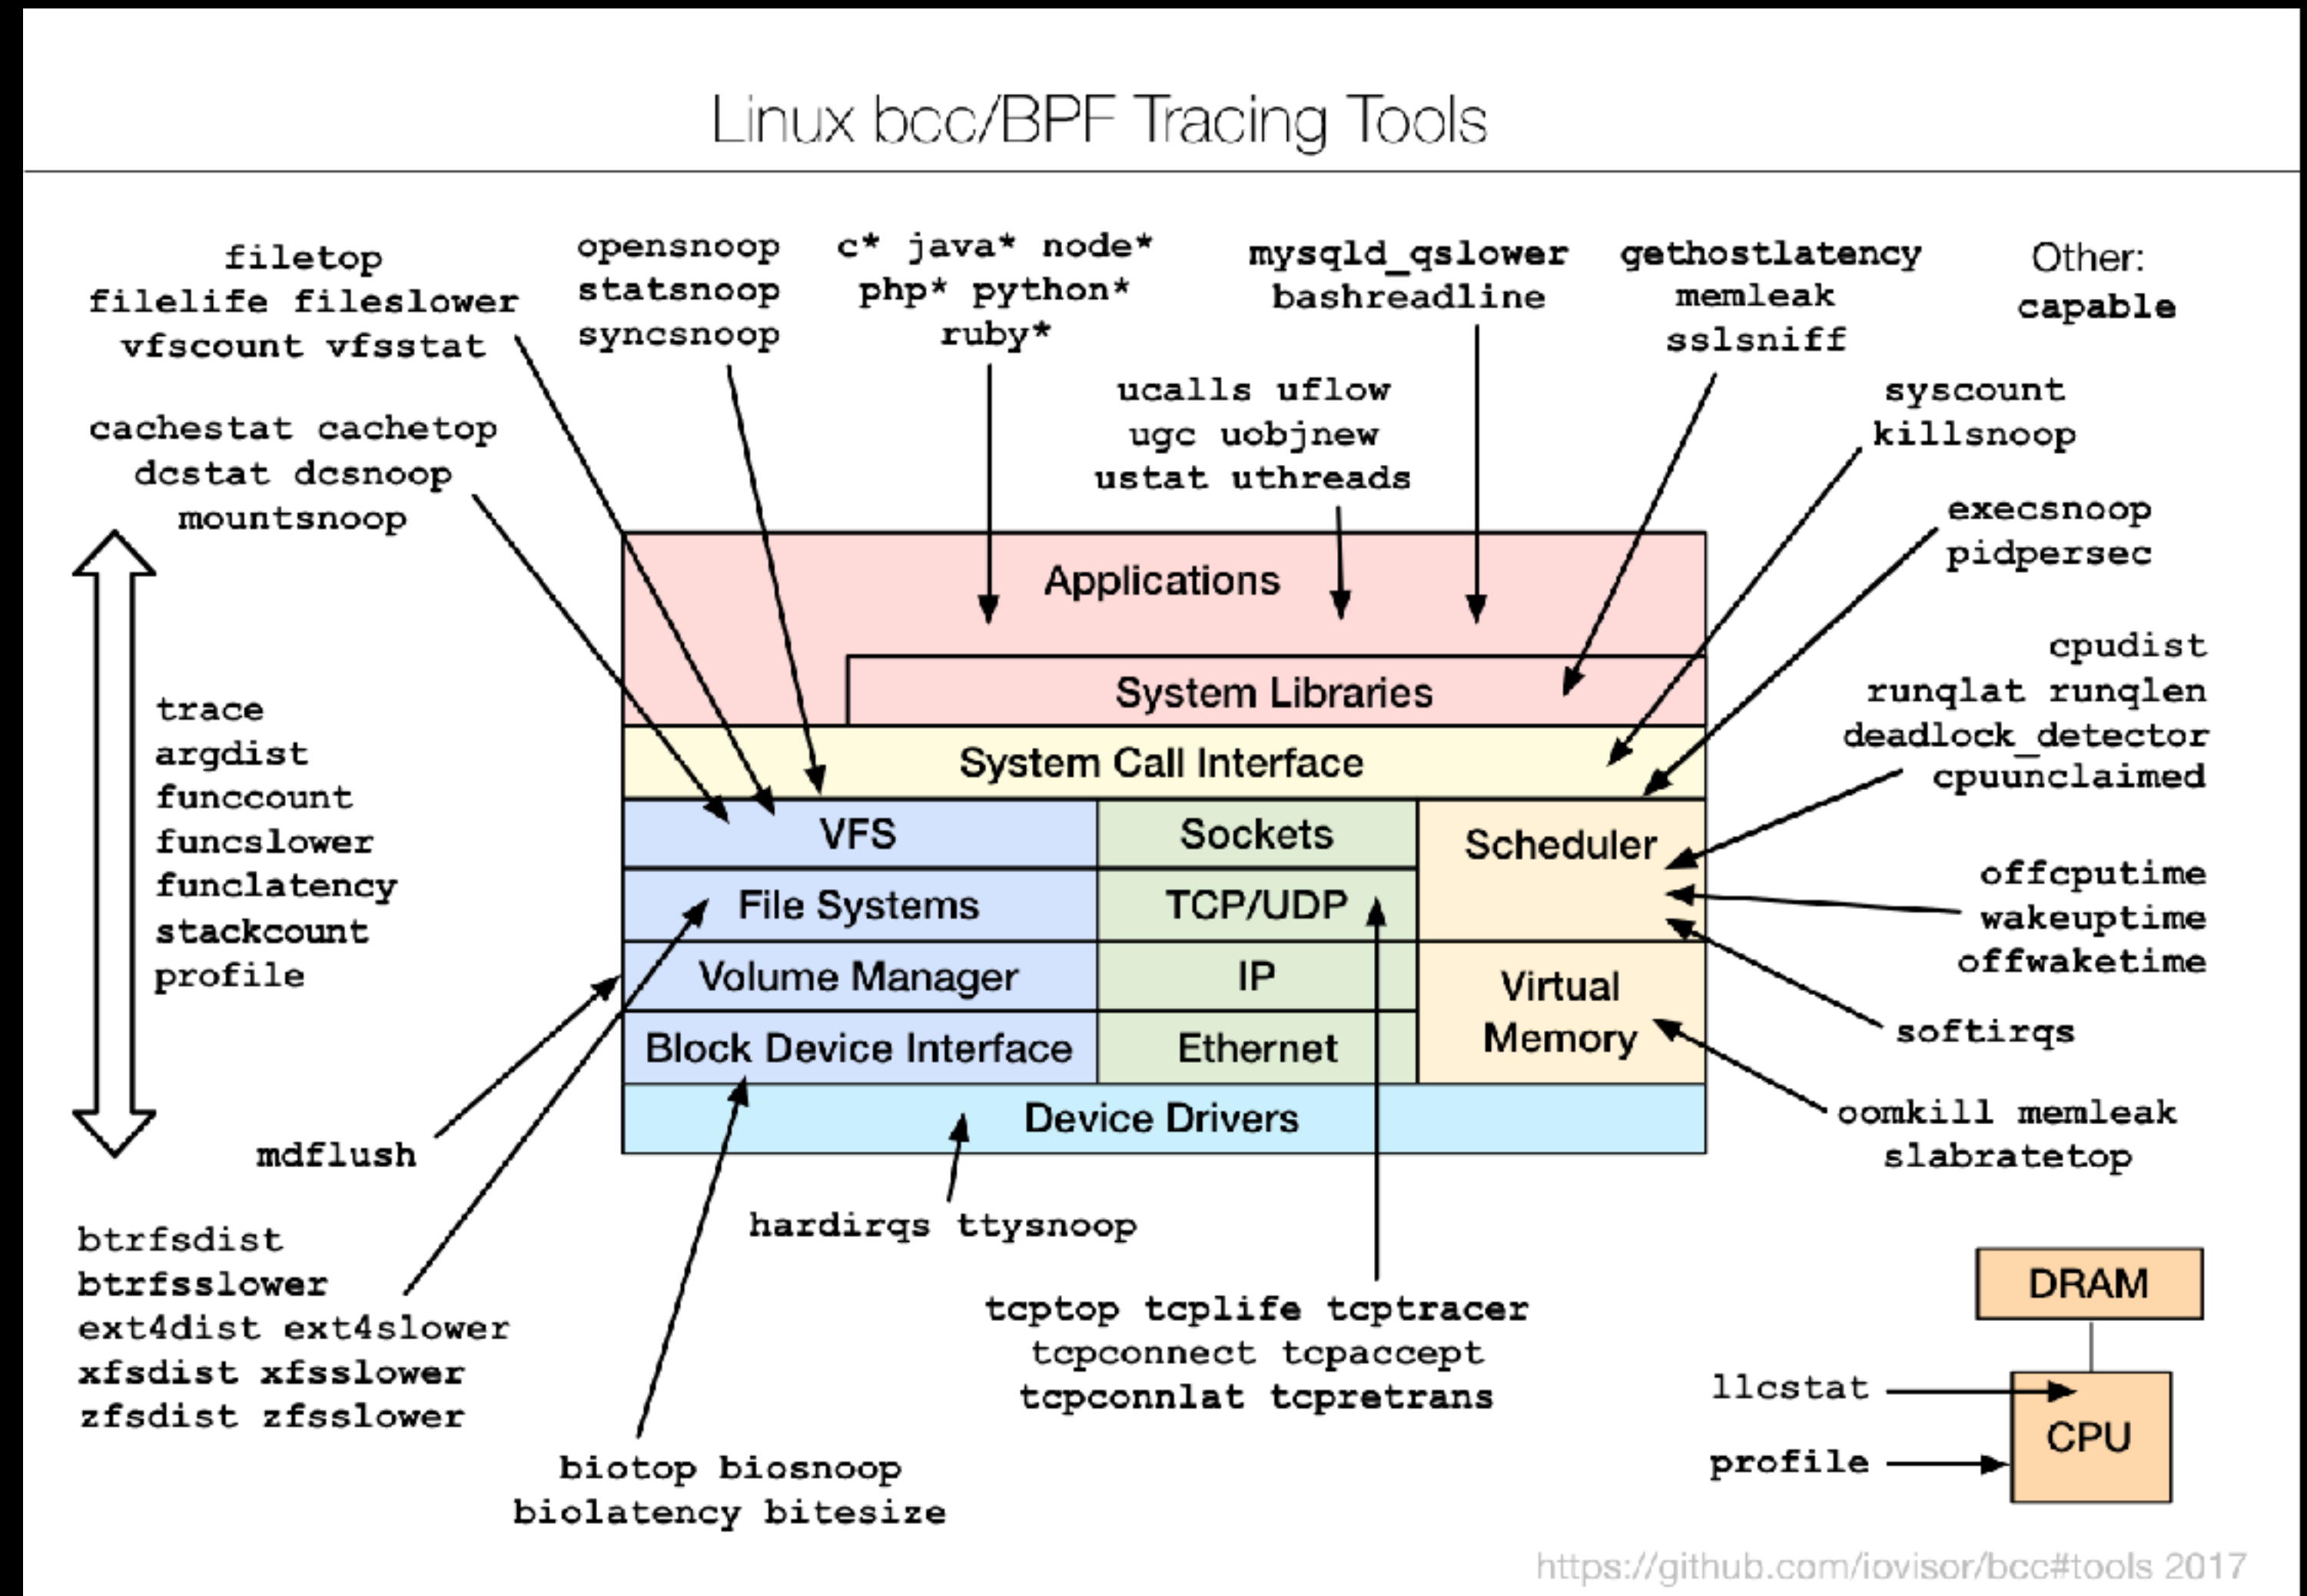 Linux bcc/BPF Tracing Tools
filetop
filelife fileslower
vfscount vfsstat
opensnoop
statsnoop
syncsnoop
c* java* node*
php* python*
ruby*
mysqld_qslower
bashreadline
gethostlatency
memleak
sslsniff
Other:
capable
cachestat cachetop
dcstat dcsnoop
mountsnoop
ucalls uflow
ugc uobjnew
ustat uthreads
syscount
killsnoop
execsnoop
pidpersec
trace
argdist
funccount
funcslower
funclatency
stackcount
profile
Applications
System Libraries
System Call Interface
VFS
Sockets
Scheduler
File Systems
TCP/UDP
Volume Manager
IP
Virtual
Memory
Block Device Interface
Ethernet
Device Drivers
cpudist
runqlat runqlen
deadlock_detector
cpuunclaimed
offcputime
wakeuptime
offwaketime
softirqs
oomkill memleak
slabratetop
mdflush
btrfsdist
btrfsslower
ext4dist ext4slower
xfsdist xfsslower
zfsdist zfsslower
hardirqs ttysnoop
biotop biosnoop
biolatency bitesize
tcptop tcplife tcptracer
tcpconnect tcpaccept
tcpconnlat tcpretrans
DRAM
llcstat
CPU
profile
https://github.com/iovisor/bcc#tools 2017